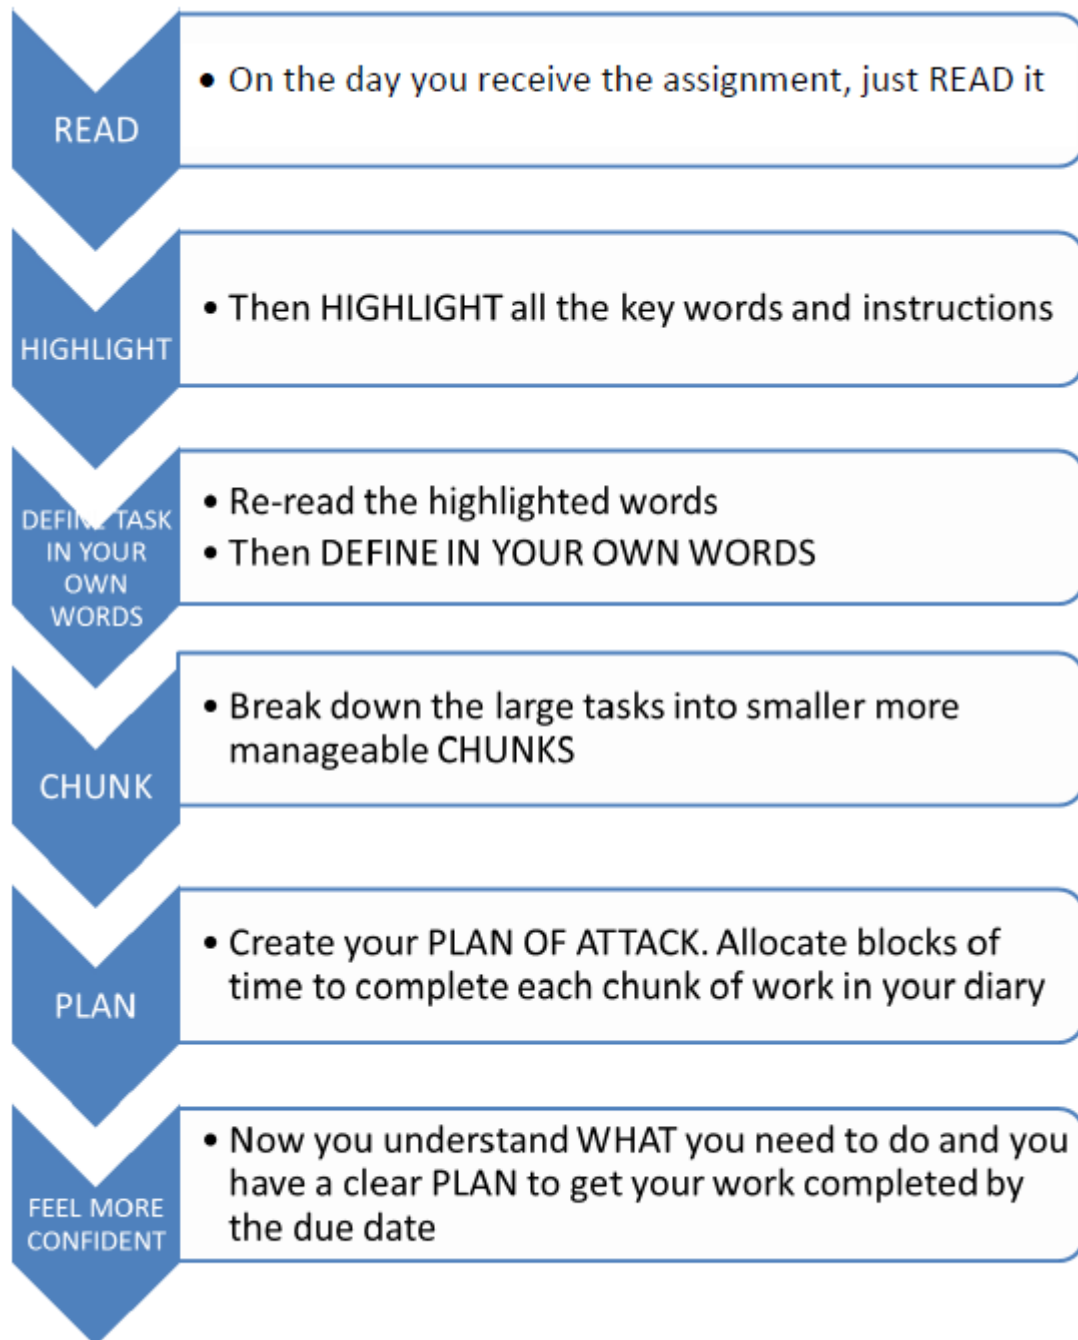 READ
• On the day you receive the assignment, just READ it
HIGHLIGHT
• Then HIGHLIGHT all the key words and instructions
DEFINE TASK
IN YOUR
OWN
WORDS
• Re-read the highlighted words
• Then DEFINE IN YOUR OWN WORDS
CHUNK
• Break down the large tasks into smaller more
manageable CHUNKS
PLAN
• Create your PLAN OF ATTACK. Allocate blocks of
time to complete each chunk of work in your diary
FEEL MORE
CONFIDENT
• Now you understand WHAT you need to do and you
have a clear PLAN to get your work completed by
the due date